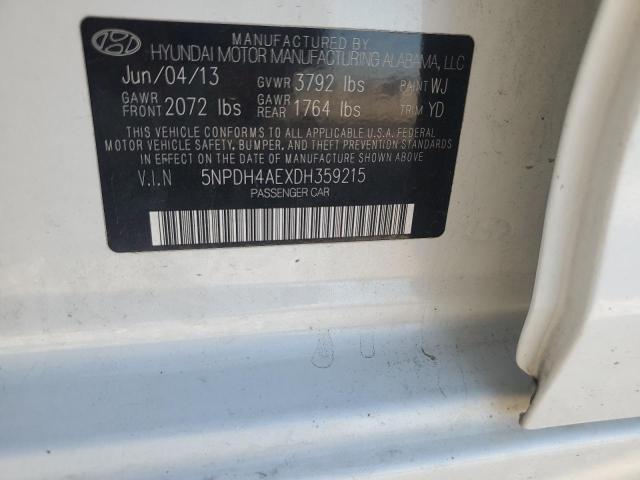 MANUFACTURED BY
HYUNDAI MOTOR MANUFACTURING ALABAMA, LLC
Jun/04/13 GVWR 3792 lbs PAINT WJ
GAWR FRONT 2072 lbs GAWR REAR 1764 lbs TRIM YD
THIS VEHICLE CONFORMS TO ALL APPLICABLE U.S.A. FEDERAL
MOTOR VEHICLE SAFETY, BUMPER, AND THEFT PREVENTION STANDARDS
IN EFFECT ON THE DATE OF MANUFACTURE SHOWN ABOVE.
V.I.N 5NPDH4AEXDH359215
PASSENGER CAR